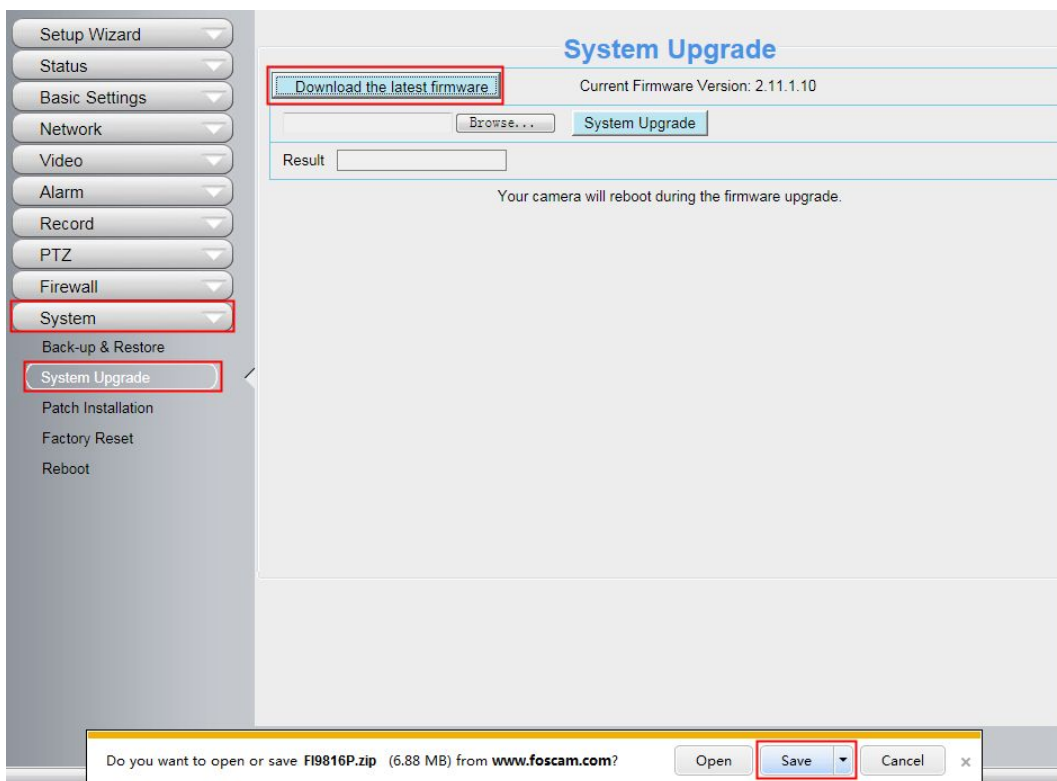 Setup Wizard
Status
Basic Settings
Network
Video
Alarm
Record
PTZ
Firewall
System
Back-up & Restore
System Upgrade
Patch Installation
Factory Reset
Reboot
System Upgrade
Download the latest firmware Current Firmware Version: 2.11.1.10
Browse... System Upgrade
Result
Your camera will reboot during the firmware upgrade.
Do you want to open or save FI9816P.zip (6.88 MB) from www.foscam.com? Open Save Cancel ×